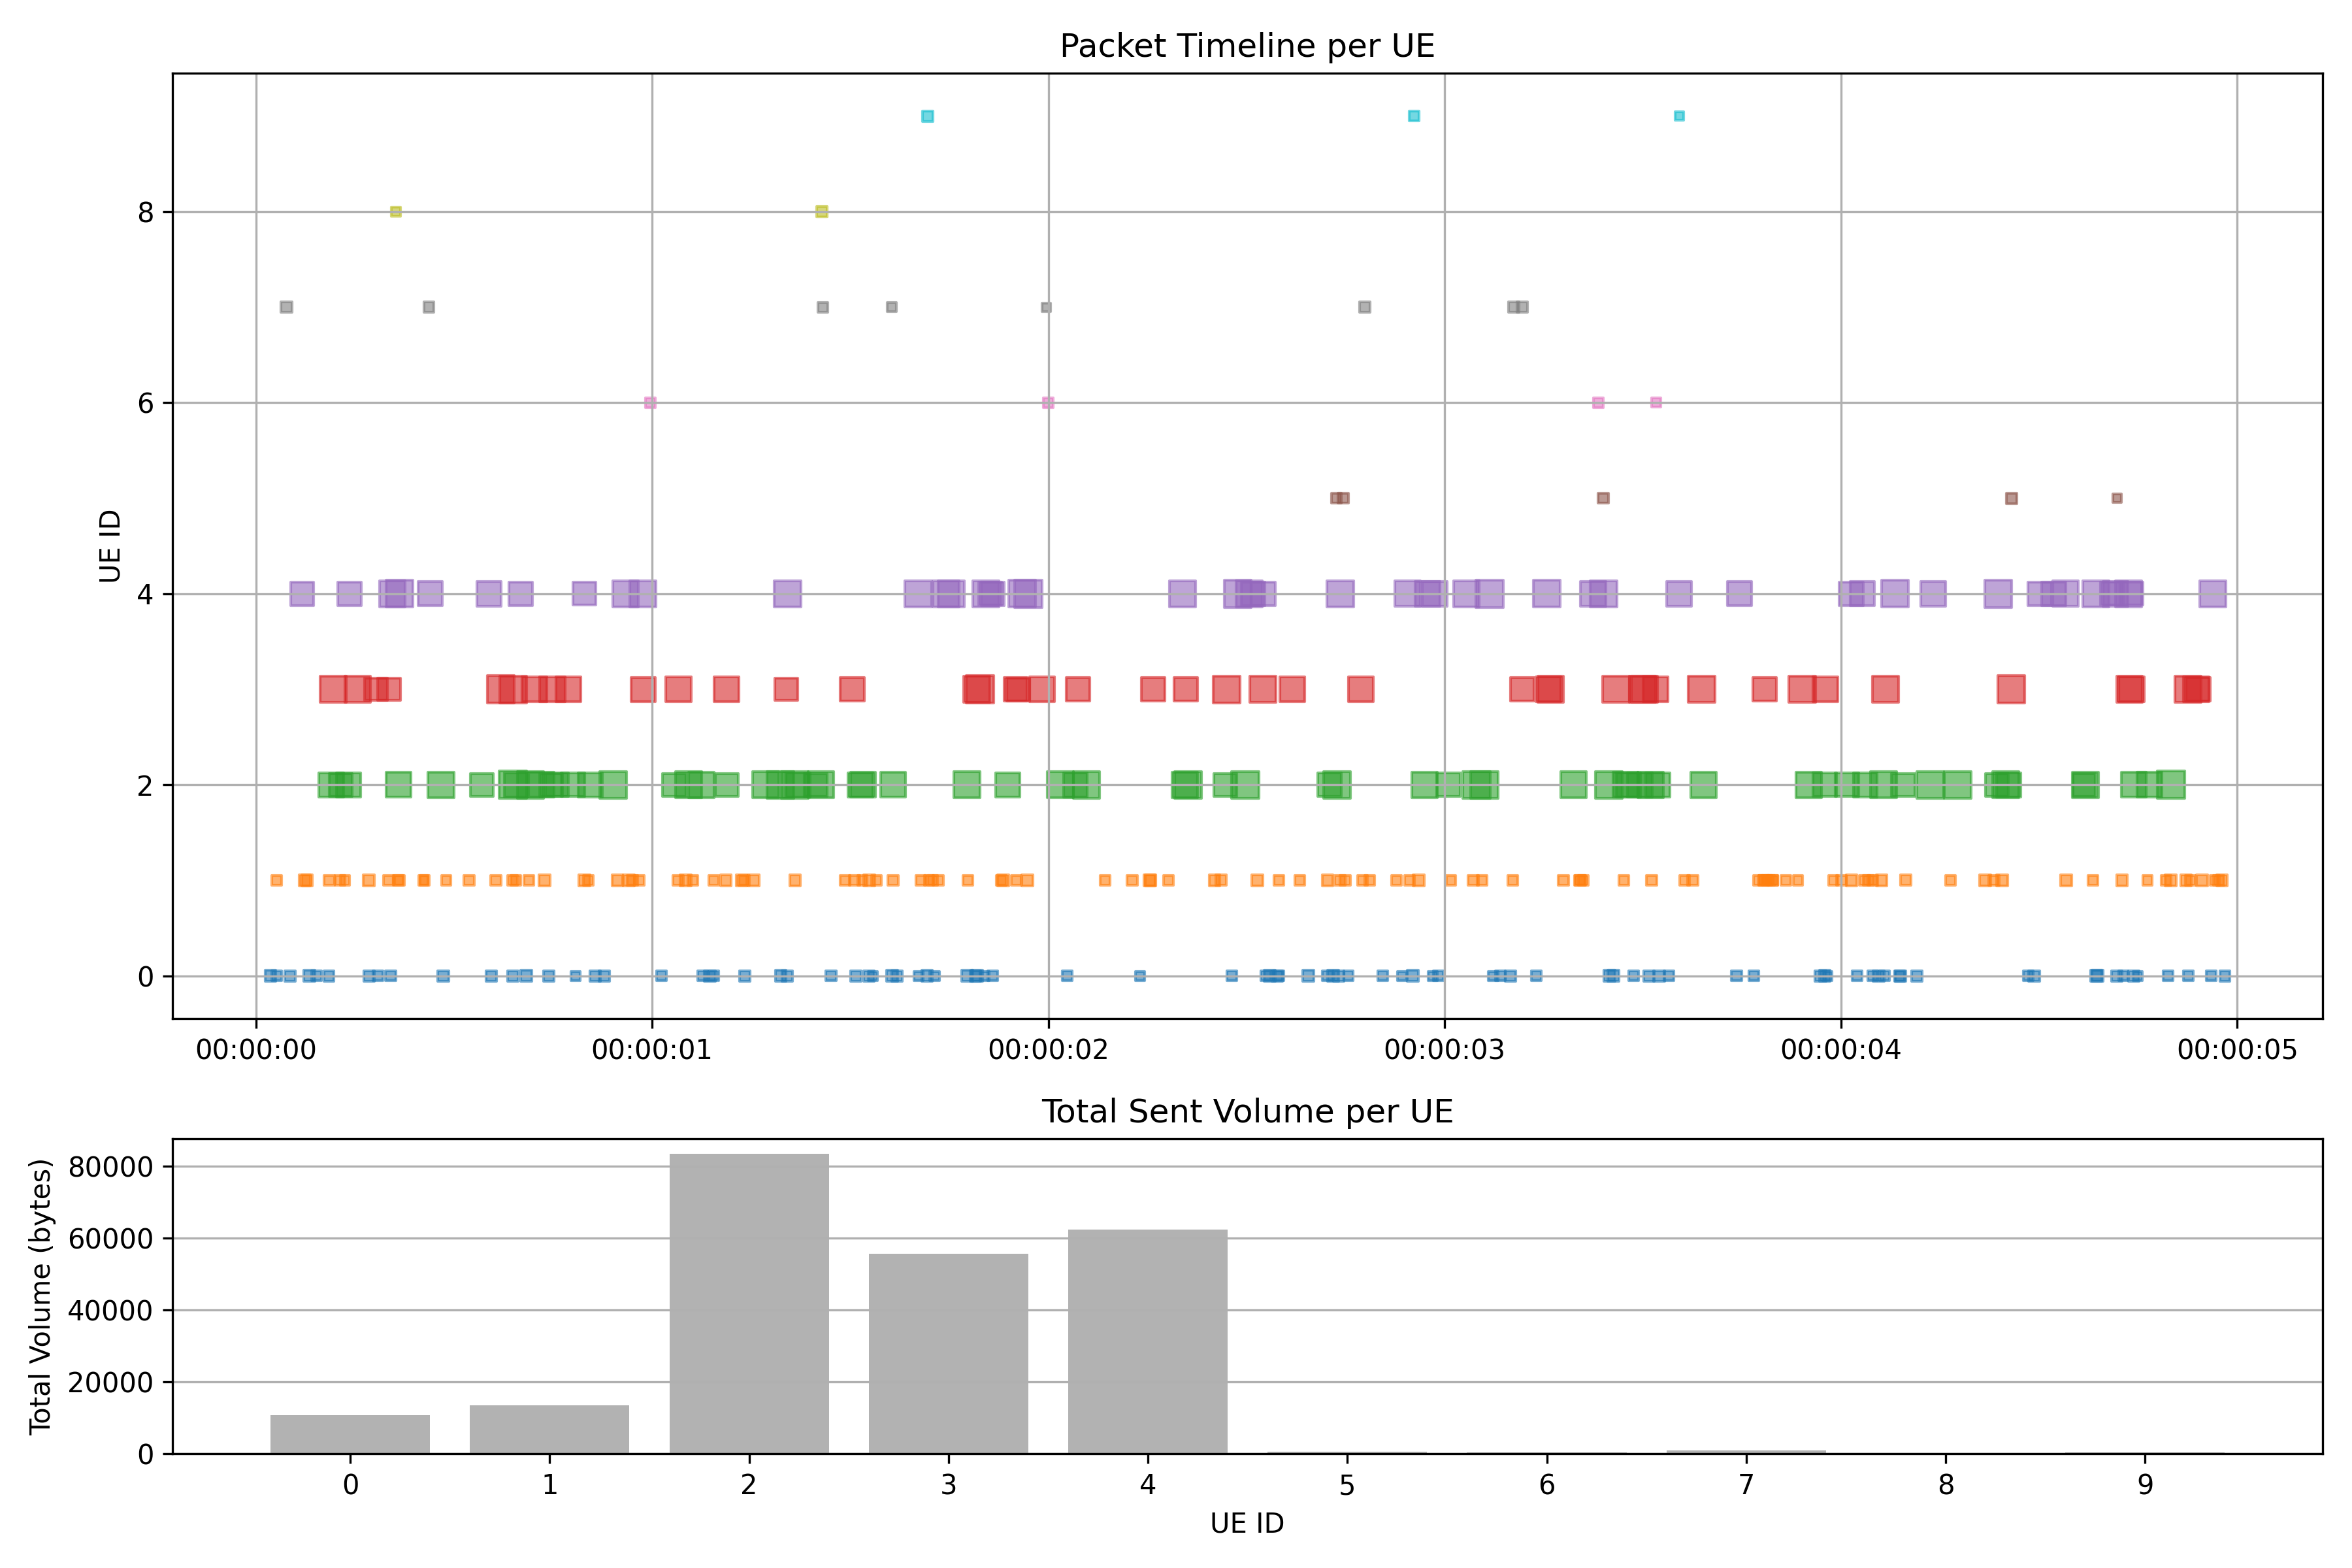 Packet Timeline per UE
UE ID
8
6
4
2
0
00:00:00 00:00:01 00:00:02 00:00:03 00:00:04 00:00:05
Total Sent Volume per UE
Total Volume (bytes)
80000
60000
40000
20000
0
0 1 2 3 4 5 6 7 8 9
UE ID